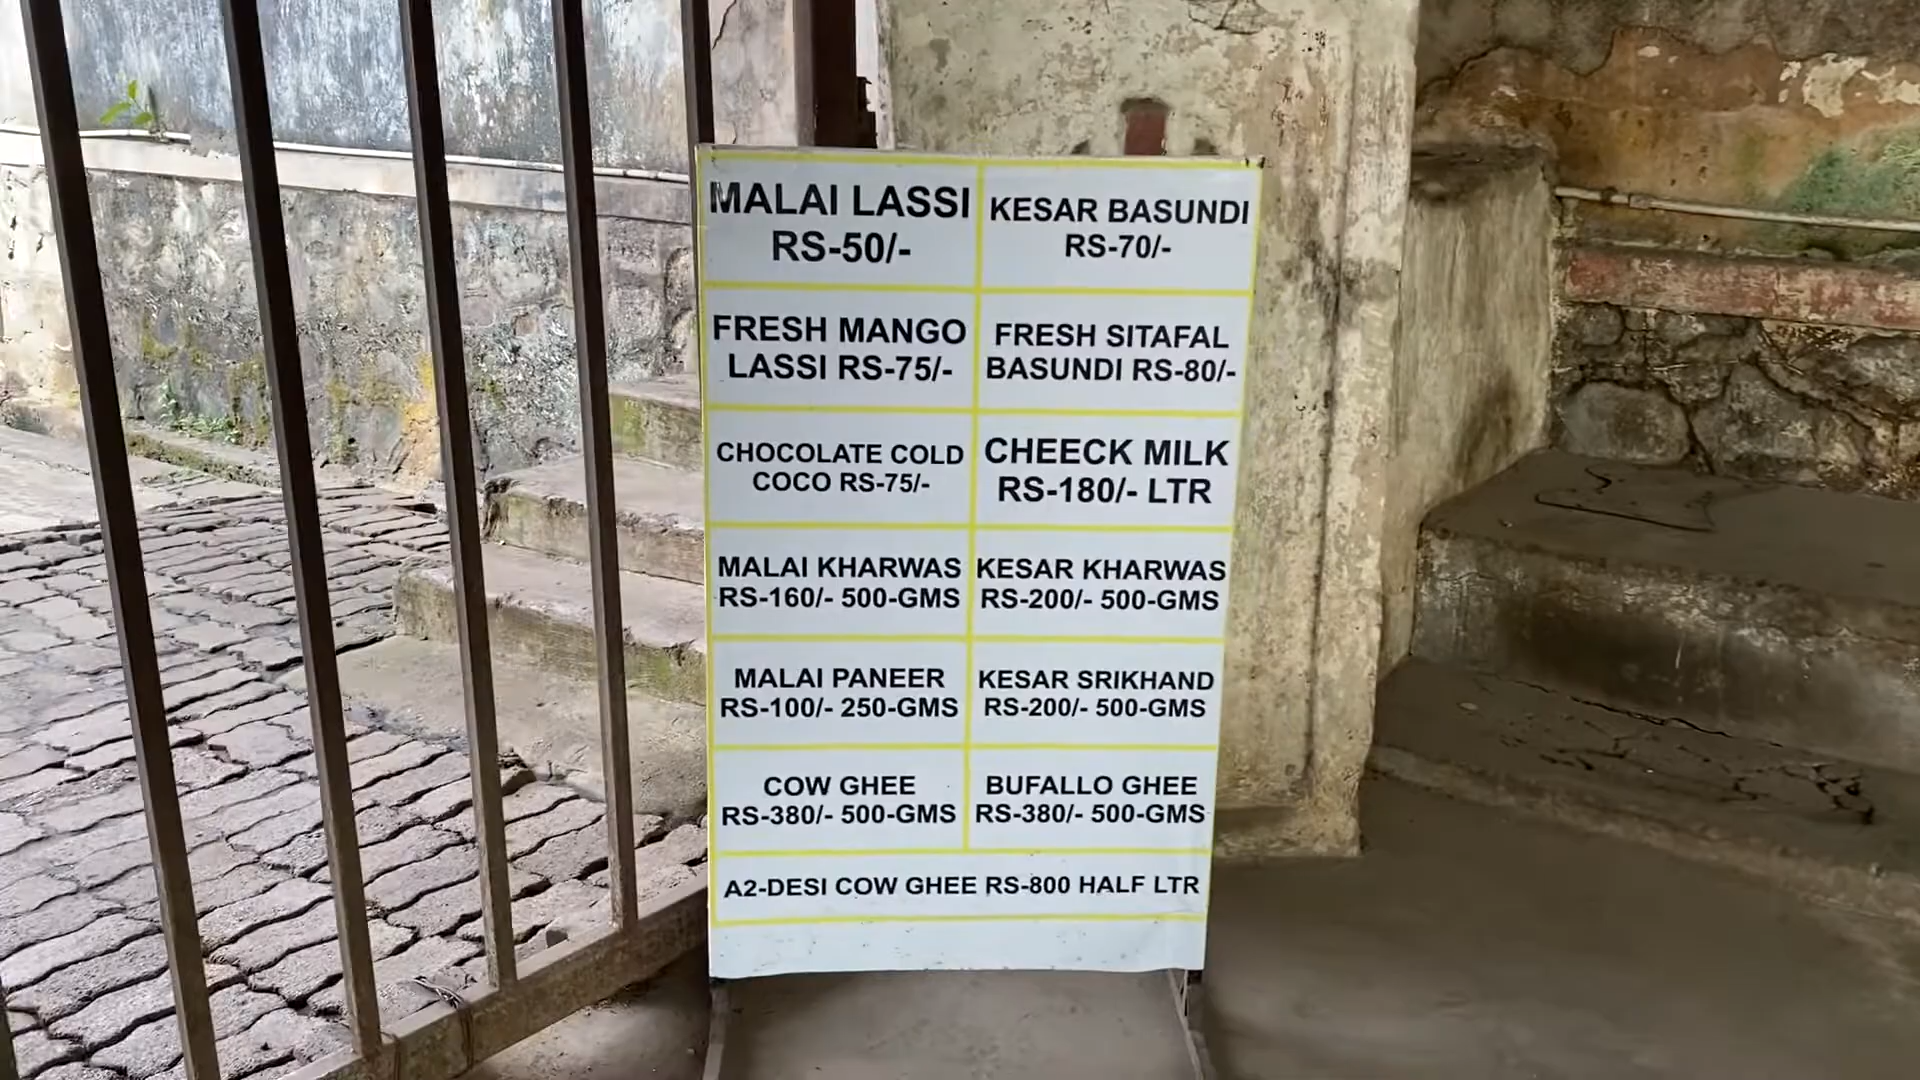 MALAI LASSI
RS-50/-
KESAR BASUNDI
RS-70/-
FRESH MANGO
LASSI RS-75/-
FRESH SITAFAL
BASUNDI RS-80/-
CHOCOLATE COLD
COCO RS-75/-
CHEECK MILK
RS-180/- LTR
MALAI KHARWAS
RS-160/- 500-GMS
KESAR KHARWAS
RS-200/- 500-GMS
MALAI PANEER
RS-100/- 250-GMS
KESAR SRIKHAND
RS-200/- 500-GMS
COW GHEE
RS-380/- 500-GMS
BUFALLO GHEE
RS-380/- 500-GMS
A2-DESI COW GHEE RS-800 HALF LTR